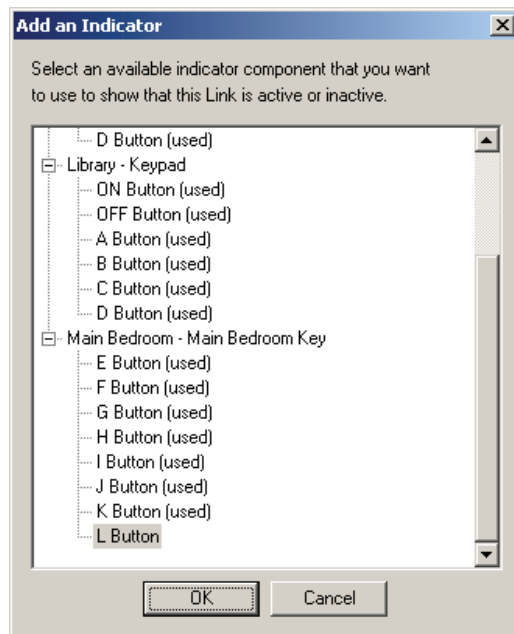 Add an Indicator
Select an available indicator component that you want
to use to show that this Link is active or inactive.
D Button (used)
Library - Keypad
ON Button (used)
OFF Button (used)
A Button (used)
B Button (used)
C Button (used)
D Button (used)
Main Bedroom - Main Bedroom Key
E Button (used)
F Button (used)
G Button (used)
H Button (used)
I Button (used)
J Button (used)
K Button (used)
L Button
OK Cancel